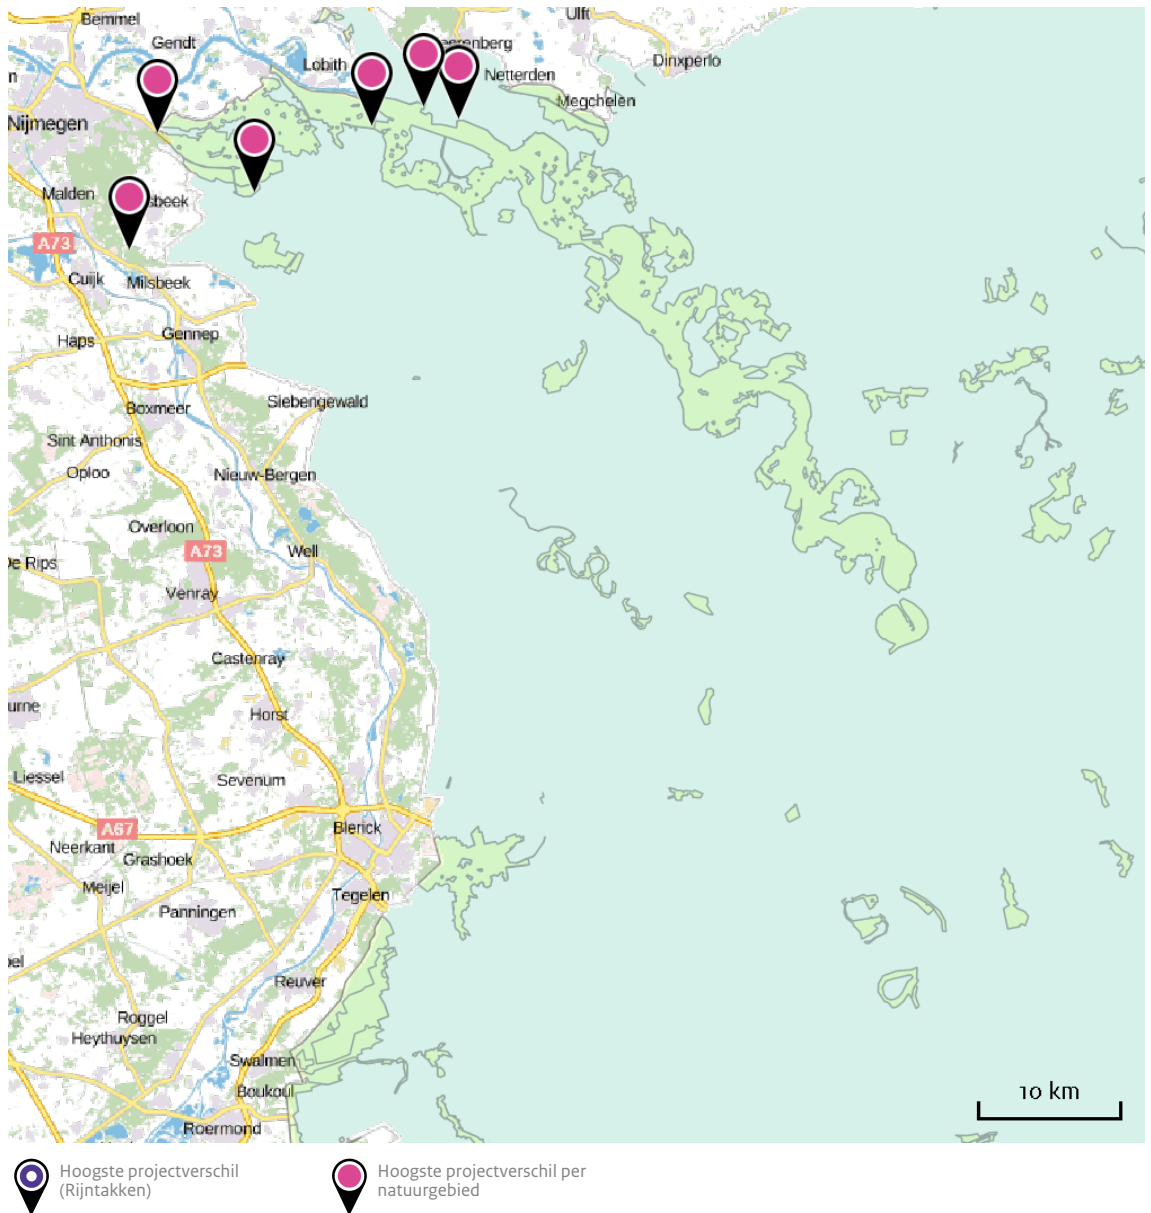 Bemmel
Ulft
Gendt
Lobith
Netterden
Dinxperlo
Megchelen
Nijmegen
Malden
A73
Cuijk
Milsbeek
Haps
Gennep
Siebengewald
Boxmeer
Sint Anthonis
Oploo
Nieuw-Bergen
Overloon
A73
Well
De Rips
Venray
Castenray
Horst
Liessel
Sevenum
A67
Blerick
Neerkant
Grashoek
Meijel
Tegelen
Panningen
Reuver
Roggel
Heythuysen
Swalmen
Boukoul
Roermond
10 km
Hoogste projectverschil
(Rijntakken)
Hoogste projectverschil per
natuurgebied